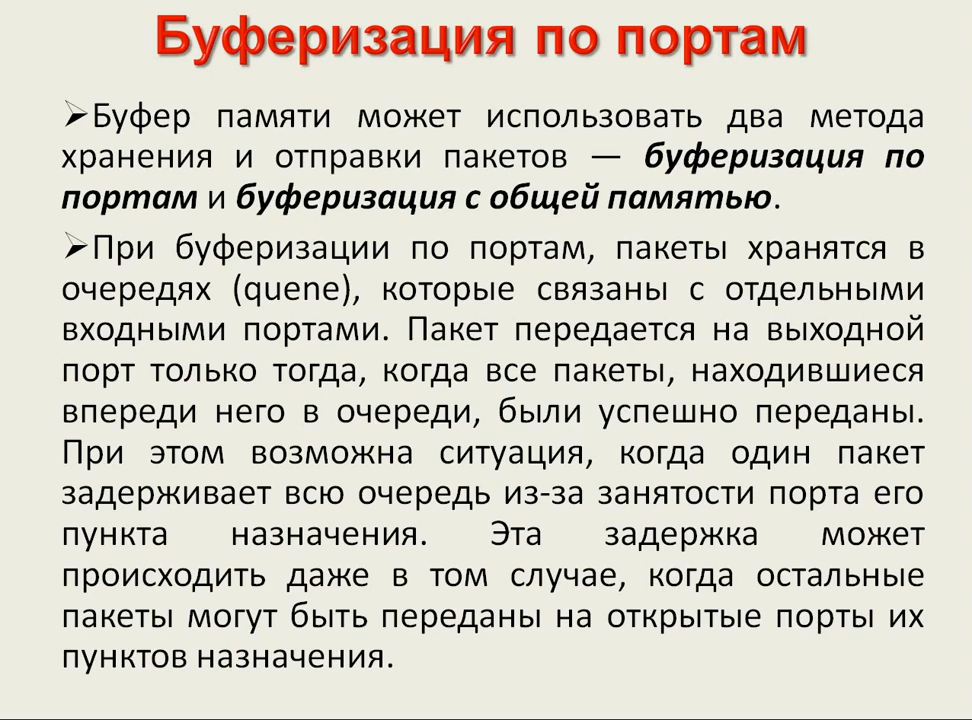 Буферизация по портам
➢Буфер памяти может использовать два метода
хранения и отправки пакетов — буферизация по
портам и буферизация с общей памятью.
➢При буферизации по портам, пакеты хранятся в
очередях (quene), которые связаны с отдельными
входными портами. Пакет передается на выходной
порт только тогда, когда все пакеты, находившиеся
впереди него в очереди, были успешно переданы.
При этом возможна ситуация, когда один пакет
задерживает всю очередь из-за занятости порта его
пункта назначения. Эта задержка может
происходить даже в том случае, когда остальные
пакеты могут быть переданы на открытые порты их
пунктов назначения.